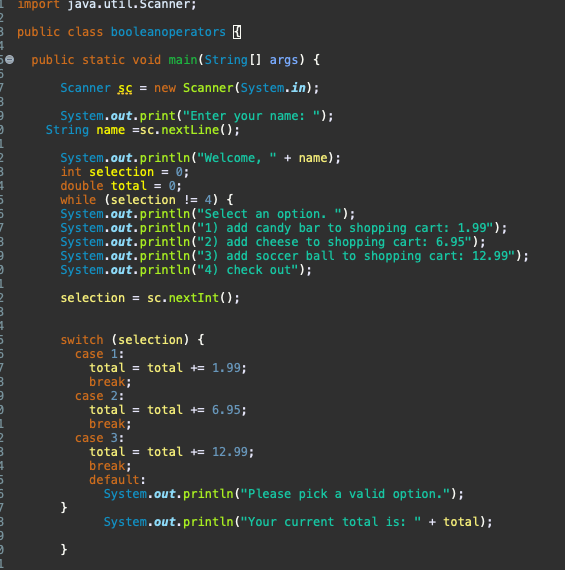 import java.util.Scanner;
public class booleanoperators {
public static void main(String[] args) {
Scanner sc = new Scanner(System.in);
System.out.print("Enter your name: ");
String name =sc.nextLine();
System.out.println("Welcome, " + name);
int selection = 0;
double total = 0;
while (selection != 4) {
System.out.println("Select an option. ");
System.out.println("1) add candy bar to shopping cart: 1.99");
System.out.println("2) add cheese to shopping cart: 6.95");
System.out.println("3) add soccer ball to shopping cart: 12.99");
System.out.println("4) check out");
selection = sc.nextInt();
switch (selection) {
case 1:
total = total += 1.99;
break;
case 2:
total = total += 6.95;
break;
case 3:
total = total += 12.99;
break;
default:
System.out.println("Please pick a valid option.");
}
System.out.println("Your current total is: " + total);
}